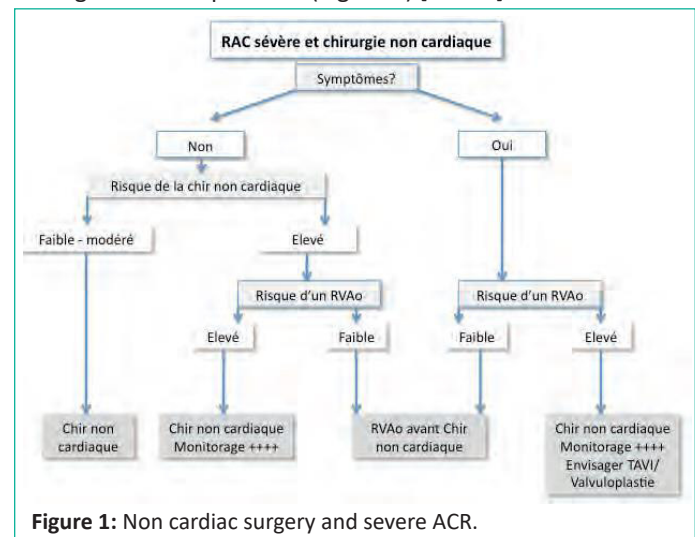 RAC sévère et chirurgie non cardiaque
Symptômes?
Non
Oui
Risque de la chir non cardiaque
Faible - modéré
Elevé
Risque d'un RVAo
Risque d'un RVAo
Elevé
Faible
Faible
Elevé
Chir non
cardiaque
Chir non cardiaque
Monitorage ++++
RVAo avant Chir
non cardiaque
Chir non cardiaque
Monitorage ++++
Envisager TAVI/
Valvuloplastie
Figure 1: Non cardiac surgery and severe ACR.